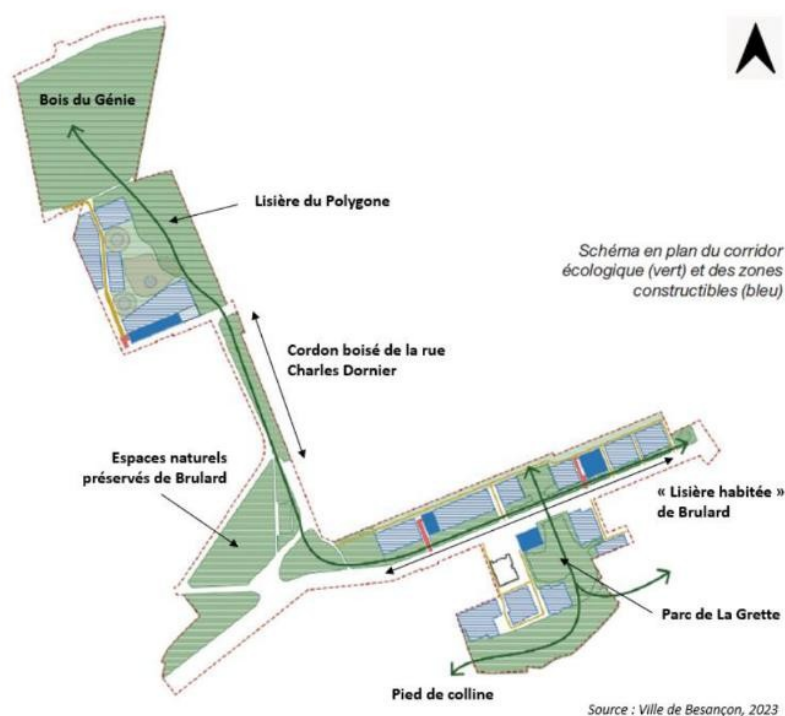 Bois du Génie
Lisière du Polygone
Schéma en plan du corridor
écologique (vert) et des zones
constructibles (bleu)
Cordon boisé de la rue
Charles Dornier
Espaces naturels
préservés de Brulard
« Lisière habitée »
de Brulard
Parc de La Grette
Pied de colline
Source : Ville de Besançon, 2023